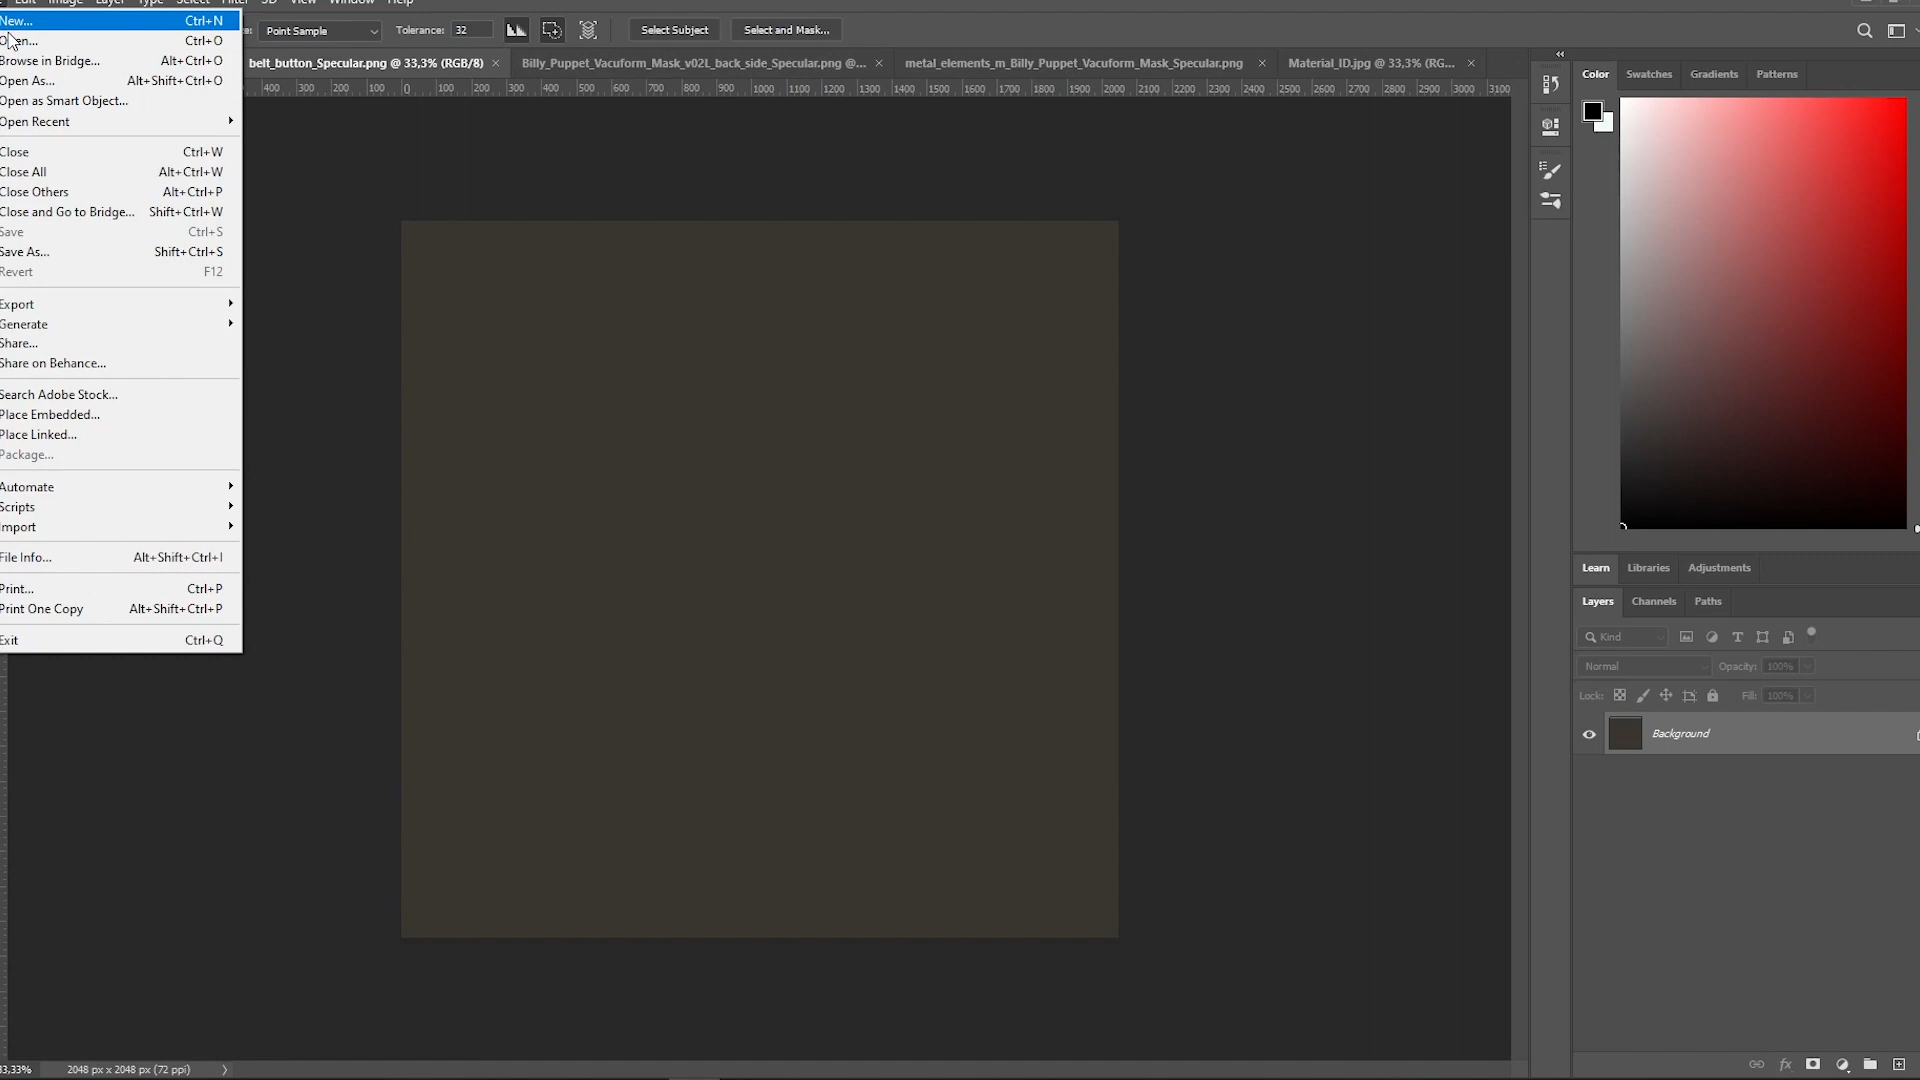 Edit Image Layer Type Select Filter 3D View Window Help
New... Ctrl+N
Open... Ctrl+O
Browse in Bridge... Alt+Ctrl+O
Open As... Alt+Shift+Ctrl+O
Open as Smart Object...
Open Recent
Close Ctrl+W
Close All Alt+Ctrl+W
Close Others Alt+Ctrl+P
Close and Go to Bridge... Shift+Ctrl+W
Save Ctrl+S
Save As... Shift+Ctrl+S
Revert F12
Export
Generate
Share...
Share on Behance...
Search Adobe Stock...
Place Embedded...
Place Linked...
Package...
Automate
Scripts
Import
File Info... Alt+Shift+Ctrl+I
Print... Ctrl+P
Print One Copy Alt+Shift+Ctrl+P
Exit Ctrl+Q
Point Sample Tolerance: 32 Select Subject Select and Mask...
belt_button_Specular.png @ 33,3% (RGB/8) Billy_Puppet_Vacuform_Mask_v02L_back_side_Specular.png @... metal_elements_m_Billy_Puppet_Vacuform_Mask_Specular.png Material_ID.jpg @ 33,3% (RG...
400 300 200 100 0 100 200 300 400 500 600 700 800 900 1000 1100 1200 1300 1400 1500 1600 1700 1800 1900 2000 2100 2200 2300 2400 2500 2600 2700 2800 2900 3000 3100
Color Swatches Gradients Patterns
Learn Libraries Adjustments
Layers Channels Paths
Kind
Normal Opacity: 100%
Lock: Fill: 100%
Background
33,33% 2048 px x 2048 px (72 ppi)